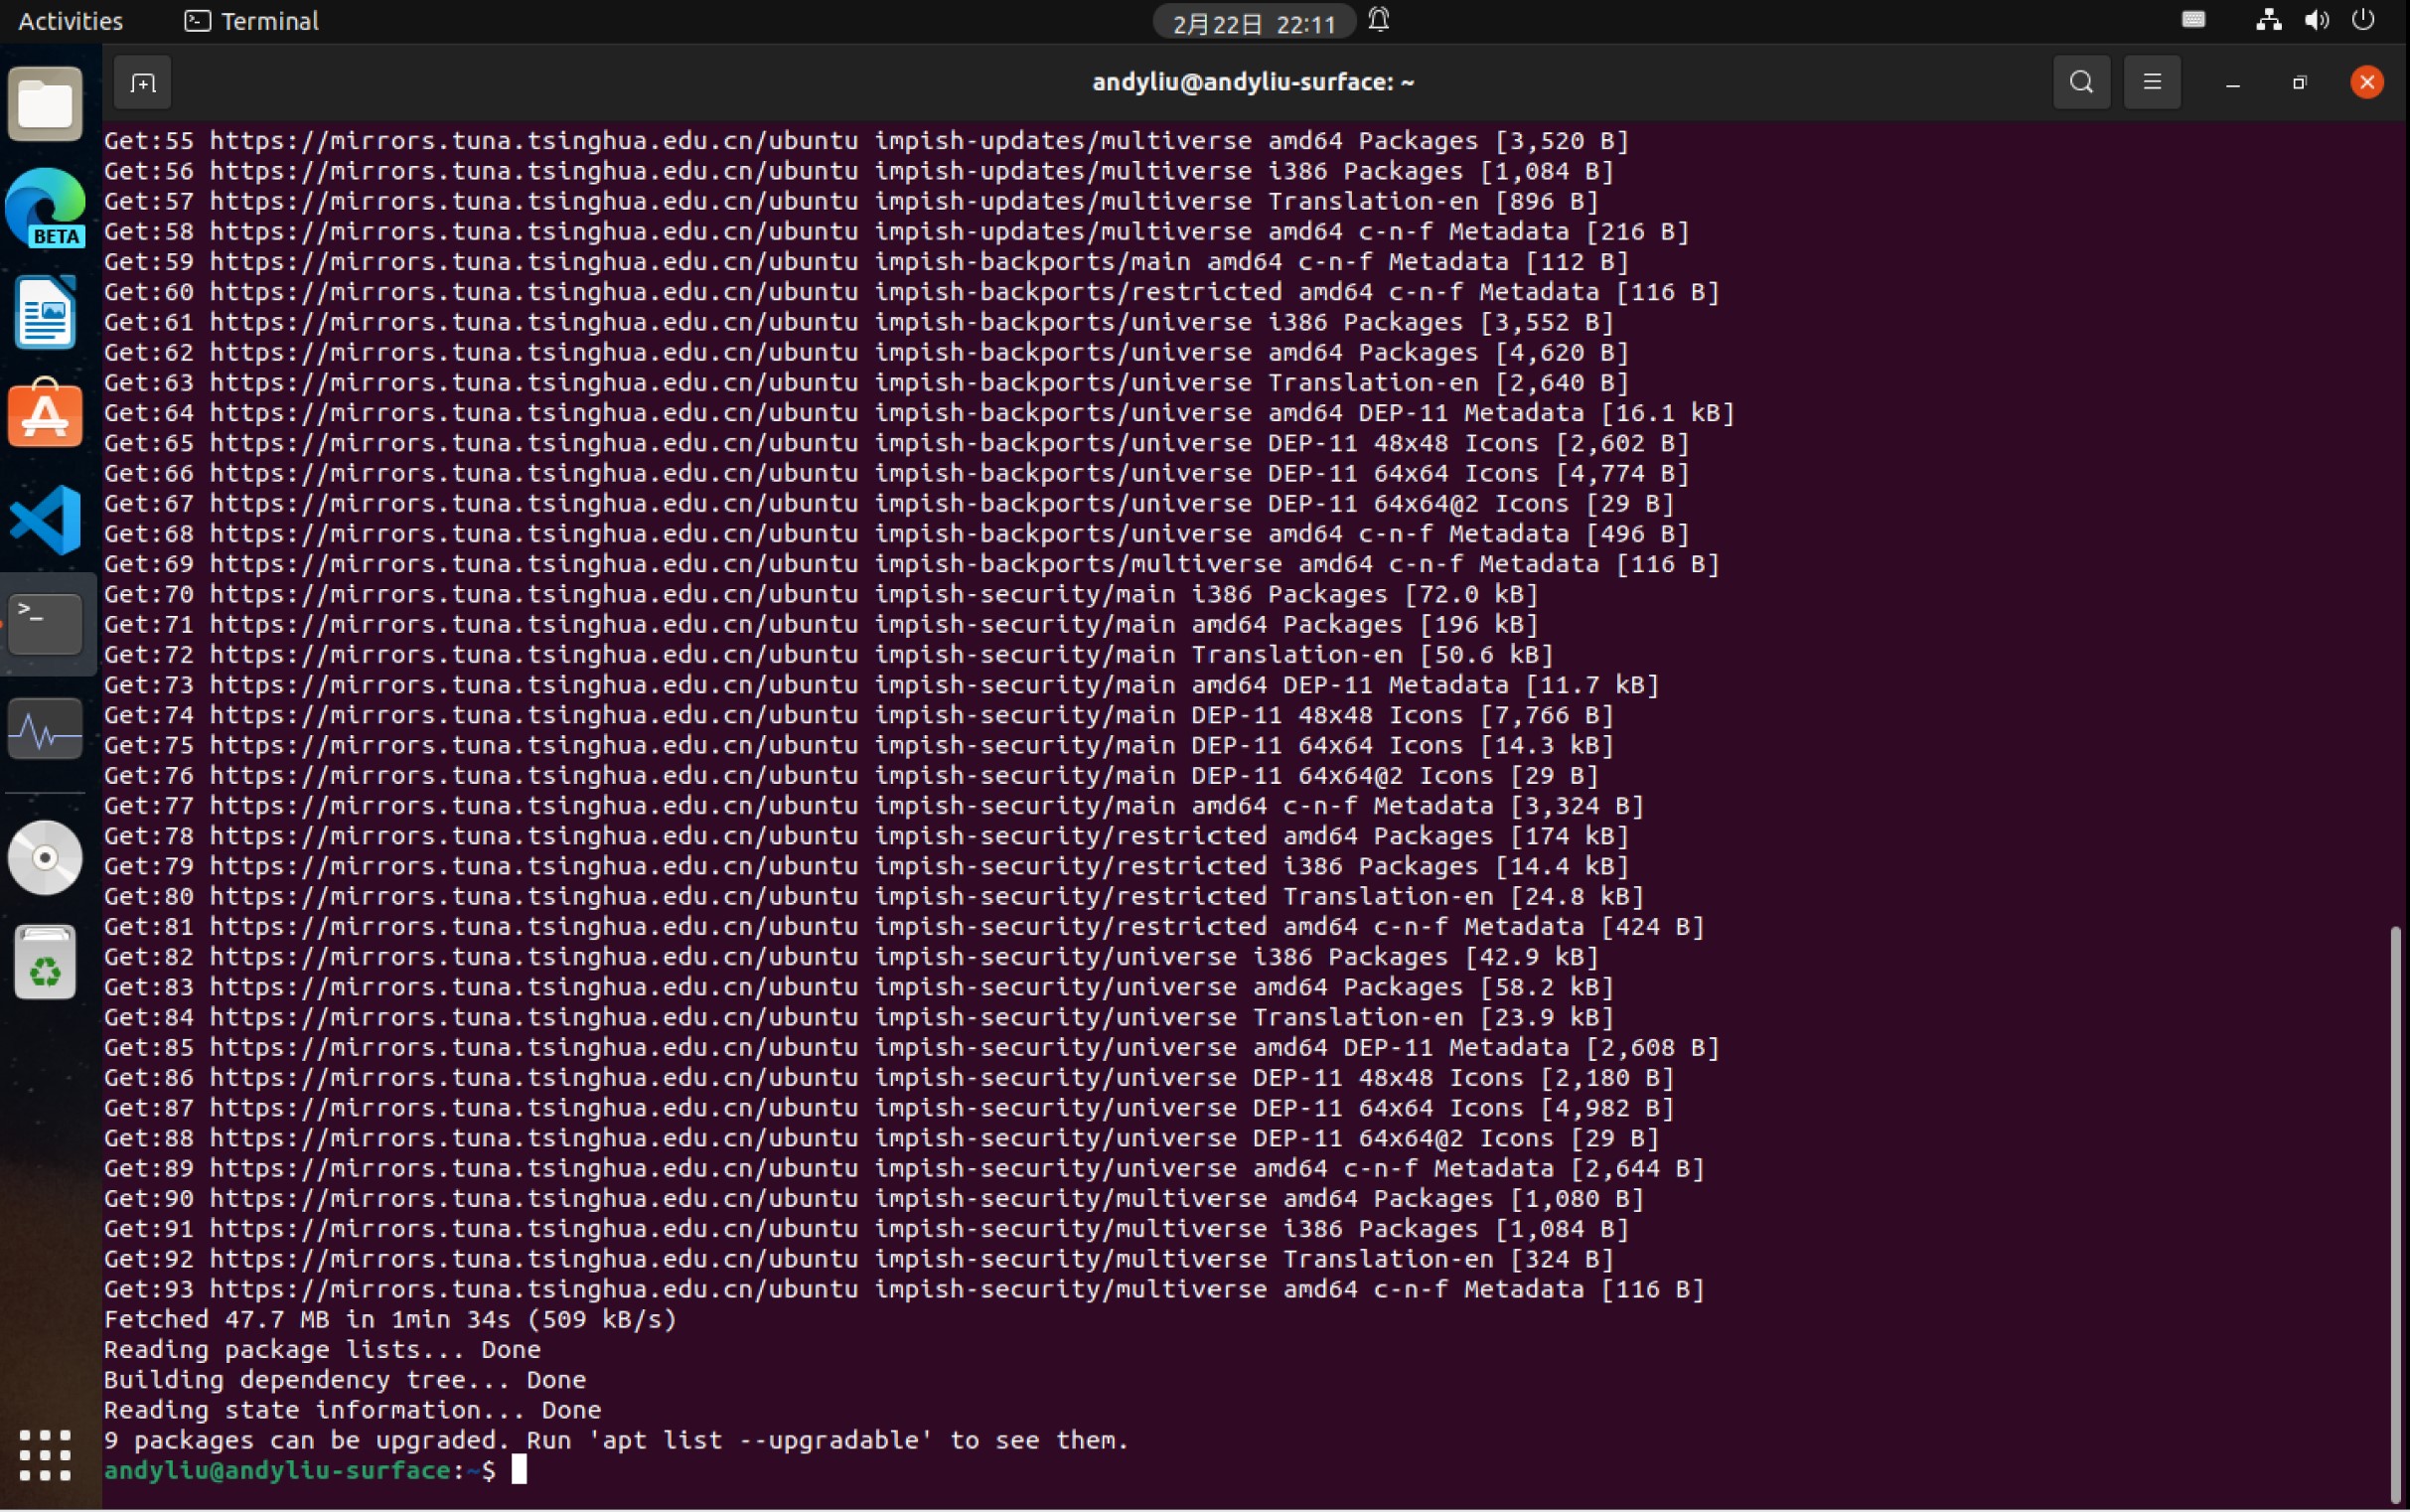 Activities
Terminal
2月22日 22:11
andyliu@andyliu-surface: ~
BETA
Get:55 https://mirrors.tuna.tsinghua.edu.cn/ubuntu impish-updates/multiverse amd64 Packages [3,520 B]
Get:56 https://mirrors.tuna.tsinghua.edu.cn/ubuntu impish-updates/multiverse i386 Packages [1,084 B]
Get:57 https://mirrors.tuna.tsinghua.edu.cn/ubuntu impish-updates/multiverse Translation-en [896 B]
Get:58 https://mirrors.tuna.tsinghua.edu.cn/ubuntu impish-updates/multiverse amd64 c-n-f Metadata [216 B]
Get:59 https://mirrors.tuna.tsinghua.edu.cn/ubuntu impish-backports/main amd64 c-n-f Metadata [112 B]
Get:60 https://mirrors.tuna.tsinghua.edu.cn/ubuntu impish-backports/restricted amd64 c-n-f Metadata [116 B]
Get:61 https://mirrors.tuna.tsinghua.edu.cn/ubuntu impish-backports/universe i386 Packages [3,552 B]
Get:62 https://mirrors.tuna.tsinghua.edu.cn/ubuntu impish-backports/universe amd64 Packages [4,620 B]
Get:63 https://mirrors.tuna.tsinghua.edu.cn/ubuntu impish-backports/universe Translation-en [2,640 B]
Get:64 https://mirrors.tuna.tsinghua.edu.cn/ubuntu impish-backports/universe amd64 DEP-11 Metadata [16.1 kB]
Get:65 https://mirrors.tuna.tsinghua.edu.cn/ubuntu impish-backports/universe DEP-11 48x48 Icons [2,602 B]
Get:66 https://mirrors.tuna.tsinghua.edu.cn/ubuntu impish-backports/universe DEP-11 64x64 Icons [4,774 B]
Get:67 https://mirrors.tuna.tsinghua.edu.cn/ubuntu impish-backports/universe DEP-11 64x64@2 Icons [29 B]
Get:68 https://mirrors.tuna.tsinghua.edu.cn/ubuntu impish-backports/universe amd64 c-n-f Metadata [496 B]
Get:69 https://mirrors.tuna.tsinghua.edu.cn/ubuntu impish-backports/multiverse amd64 c-n-f Metadata [116 B]
Get:70 https://mirrors.tuna.tsinghua.edu.cn/ubuntu impish-security/main i386 Packages [72.0 kB]
Get:71 https://mirrors.tuna.tsinghua.edu.cn/ubuntu impish-security/main amd64 Packages [196 kB]
Get:72 https://mirrors.tuna.tsinghua.edu.cn/ubuntu impish-security/main Translation-en [50.6 kB]
Get:73 https://mirrors.tuna.tsinghua.edu.cn/ubuntu impish-security/main amd64 DEP-11 Metadata [11.7 kB]
Get:74 https://mirrors.tuna.tsinghua.edu.cn/ubuntu impish-security/main DEP-11 48x48 Icons [7,766 B]
Get:75 https://mirrors.tuna.tsinghua.edu.cn/ubuntu impish-security/main DEP-11 64x64 Icons [14.3 kB]
Get:76 https://mirrors.tuna.tsinghua.edu.cn/ubuntu impish-security/main DEP-11 64x64@2 Icons [29 B]
Get:77 https://mirrors.tuna.tsinghua.edu.cn/ubuntu impish-security/main amd64 c-n-f Metadata [3,324 B]
Get:78 https://mirrors.tuna.tsinghua.edu.cn/ubuntu impish-security/restricted amd64 Packages [174 kB]
Get:79 https://mirrors.tuna.tsinghua.edu.cn/ubuntu impish-security/restricted i386 Packages [14.4 kB]
Get:80 https://mirrors.tuna.tsinghua.edu.cn/ubuntu impish-security/restricted Translation-en [24.8 kB]
Get:81 https://mirrors.tuna.tsinghua.edu.cn/ubuntu impish-security/restricted amd64 c-n-f Metadata [424 B]
Get:82 https://mirrors.tuna.tsinghua.edu.cn/ubuntu impish-security/universe i386 Packages [42.9 kB]
Get:83 https://mirrors.tuna.tsinghua.edu.cn/ubuntu impish-security/universe amd64 Packages [58.2 kB]
Get:84 https://mirrors.tuna.tsinghua.edu.cn/ubuntu impish-security/universe Translation-en [23.9 kB]
Get:85 https://mirrors.tuna.tsinghua.edu.cn/ubuntu impish-security/universe amd64 DEP-11 Metadata [2,608 B]
Get:86 https://mirrors.tuna.tsinghua.edu.cn/ubuntu impish-security/universe DEP-11 48x48 Icons [2,180 B]
Get:87 https://mirrors.tuna.tsinghua.edu.cn/ubuntu impish-security/universe DEP-11 64x64 Icons [4,982 B]
Get:88 https://mirrors.tuna.tsinghua.edu.cn/ubuntu impish-security/universe DEP-11 64x64@2 Icons [29 B]
Get:89 https://mirrors.tuna.tsinghua.edu.cn/ubuntu impish-security/universe amd64 c-n-f Metadata [2,644 B]
Get:90 https://mirrors.tuna.tsinghua.edu.cn/ubuntu impish-security/multiverse amd64 Packages [1,080 B]
Get:91 https://mirrors.tuna.tsinghua.edu.cn/ubuntu impish-security/multiverse i386 Packages [1,084 B]
Get:92 https://mirrors.tuna.tsinghua.edu.cn/ubuntu impish-security/multiverse Translation-en [324 B]
Get:93 https://mirrors.tuna.tsinghua.edu.cn/ubuntu impish-security/multiverse amd64 c-n-f Metadata [116 B]
Fetched 47.7 MB in 1min 34s (509 kB/s)
Reading package lists... Done
Building dependency tree... Done
Reading state information... Done
9 packages can be upgraded. Run 'apt list --upgradable' to see them.
andyliu@andyliu-surface:~$